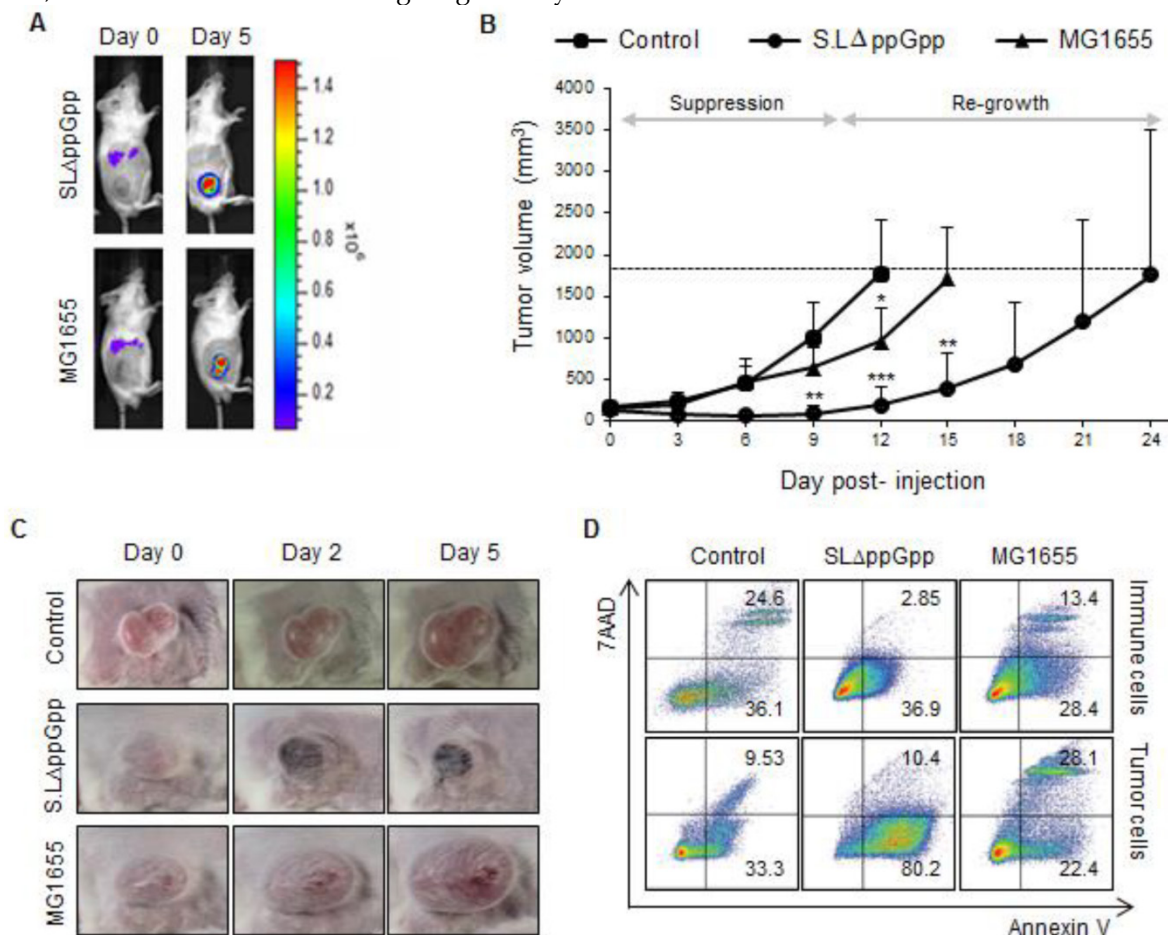 A
Day 0 Day 5
SLΔppGpp
MG1655
1.4
1.2
1.0
0.8
0.6
0.4
0.2
x10⁶
B
Control S.LΔppGpp MG1655
Suppression Re-growth
Tumor volume (mm³)
4000
3500
3000
2500
2000
1500
1000
500
0
*
**
***
**
0 3 6 9 12 15 18 21 24
Day post- injection
C
Day 0 Day 2 Day 5
Control
S.LΔppGpp
MG1655
D
Control SLΔppGpp MG1655
7AAD
24.6 2.85 13.4
36.1 36.9 28.4
Immune cells
9.53 10.4 28.1
33.3 80.2 22.4
Tumor cells
Annexin V